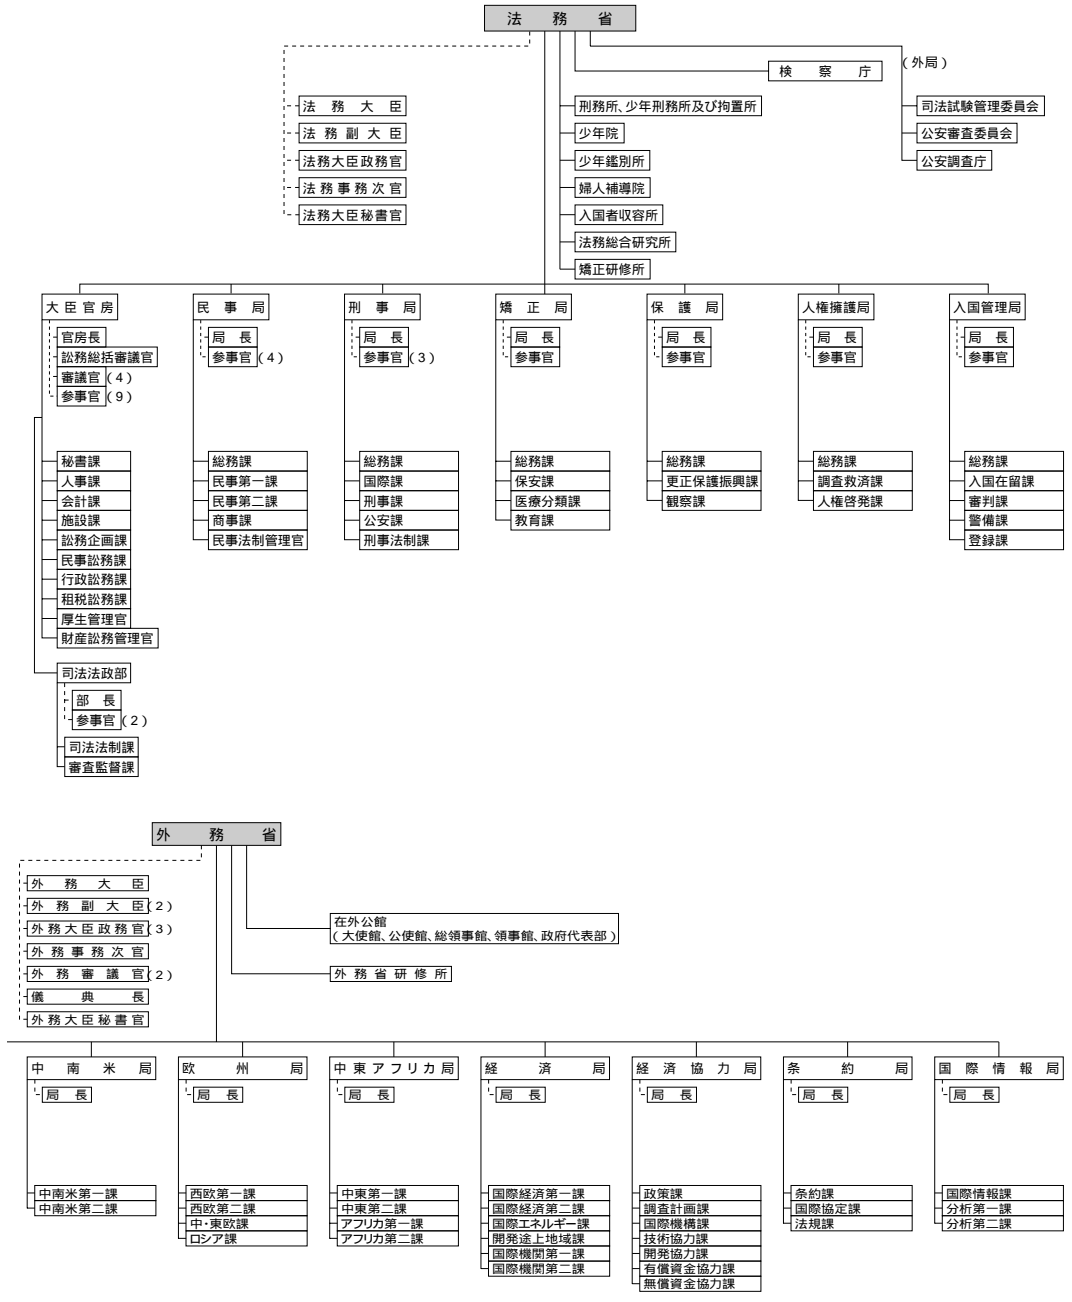 法務省
検察庁
(外局)
法務大臣
法務副大臣
法務大臣政務官
法務事務次官
法務大臣秘書官
刑務所、少年刑務所及び拘置所
少年院
少年鑑別所
婦人補導院
入国者収容所
法務総合研究所
矯正研修所
司法試験管理委員会
公安審査委員会
公安調査庁
大臣官房
官房長
訟務総括審議官
審議官(4)
参事官(9)
秘書課
人事課
会計課
施設課
訟務企画課
民事訟務課
行政訟務課
租税訟務課
厚生管理官
財産訟務管理官
司法法政部
部長
参事官(2)
司法法制課
審査監督課
民事局
局長
参事官(4)
総務課
民事第一課
民事第二課
商事課
民事法制管理官
刑事局
局長
参事官(3)
総務課
国際課
刑事課
公安課
刑事法制課
矯正局
局長
参事官
総務課
保安課
医療分類課
教育課
保護局
局長
参事官
総務課
更正保護振興課
観察課
人権擁護局
局長
参事官
総務課
調査救済課
人権啓発課
入国管理局
局長
参事官
総務課
入国在留課
審判課
警備課
登録課
外務省
外務大臣
外務副大臣(2)
外務大臣政務官(3)
外務事務次官
外務審議官(2)
儀典長
外務大臣秘書官
在外公館
(大使館、公使館、総領事館、領事館、政府代表部)
外務省研修所
中南米局
局長
中南米第一課
中南米第二課
欧州局
局長
西欧第一課
西欧第二課
中・東欧課
ロシア課
中東アフリカ局
局長
中東第一課
中東第二課
アフリカ第一課
アフリカ第二課
経済局
局長
国際経済第一課
国際経済第二課
国際エネルギー課
開発途上地域課
国際機関第一課
国際機関第二課
経済協力局
局長
政策課
調査計画課
国際機構課
技術協力課
開発協力課
有償資金協力課
無償資金協力課
条約局
局長
条約課
国際協定課
法規課
国際情報局
局長
国際情報課
分析第一課
分析第二課